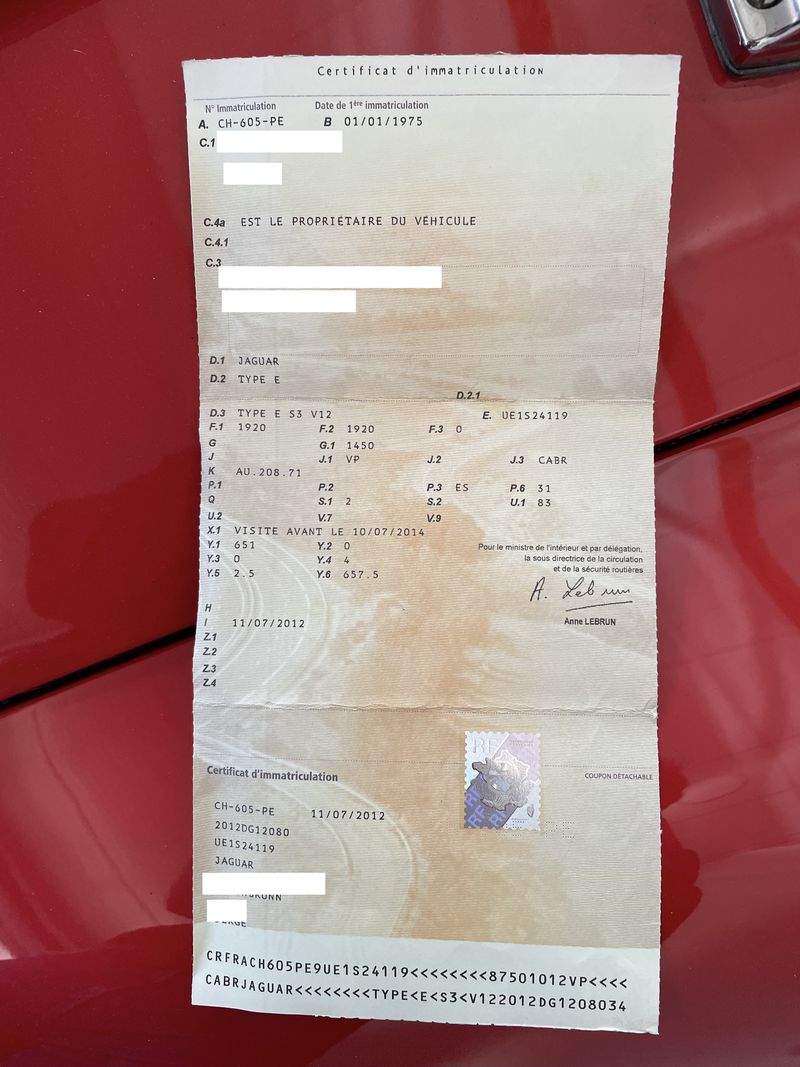 Certificat d'immatriculation
N° Immatriculation Date de 1ère immatriculation
A. CH-605-PE B 01/01/1975
C.1
C.4a EST LE PROPRIÉTAIRE DU VÉHICULE
C.4.1
C.3
D.1 JAGUAR
D.2 TYPE E
D.2.1
D.3 TYPE E S3 V12 E. UE1S24119
F.1 1920 F.2 1920 F.3 0
G G.1 1450
J J.1 VP J.2 J.3 CABR
K AU.208.71
P.1 P.2 P.3 ES P.6 31
Q S.1 2 S.2 U.1 83
U.2 V.7 V.9
X.1 VISITE AVANT LE 10/07/2014
Y.1 651 Y.2 0
Y.3 0 Y.4 4
Y.5 2.5 Y.6 657.5
Pour le ministre de l'intérieur et par délégation,
la sous directrice de la circulation
et de la sécurité routières
A. Lebrun
Anne LEBRUN
H
I 11/07/2012
Z.1
Z.2
Z.3
Z.4
RF
Certificat d'immatriculation COUPON DÉTACHABLE
CH-605-PE 11/07/2012
2012DG12080
UE1S24119
JAGUAR
CRFRACH605PE9UE1S24119<<<<<<<<87501012VP<<<<
CABRJAGUAR<<<<<<<<TYPE<E<S3<V122012DG1208034